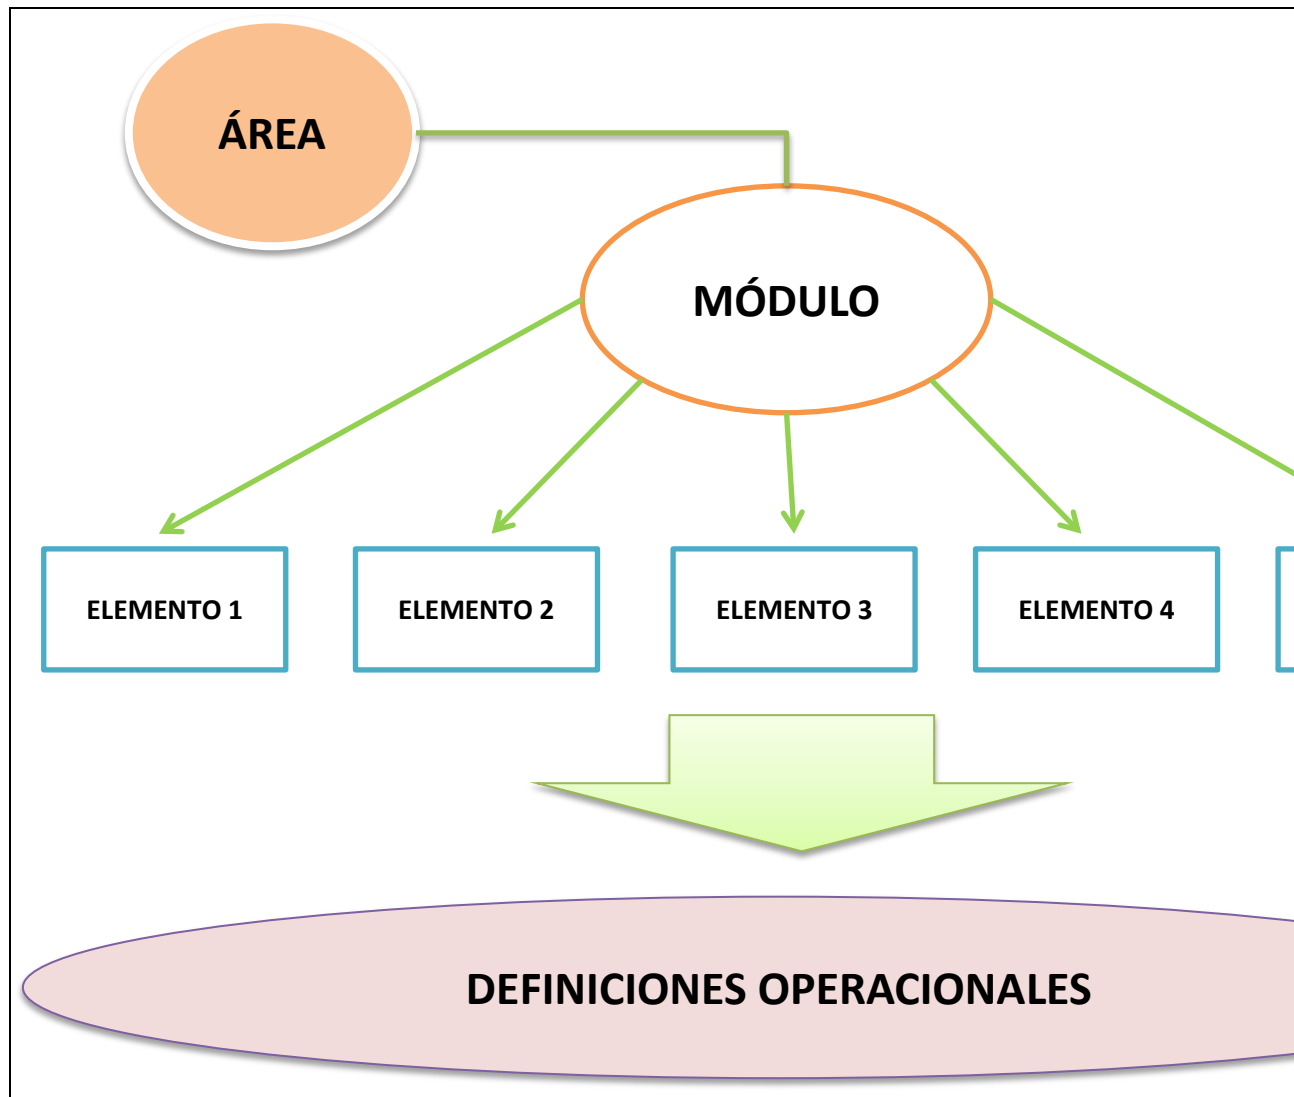 ÁREA
MÓDULO
ELEMENTO 1
ELEMENTO 2
ELEMENTO 3
ELEMENTO 4
DEFINICIONES OPERACIONALES